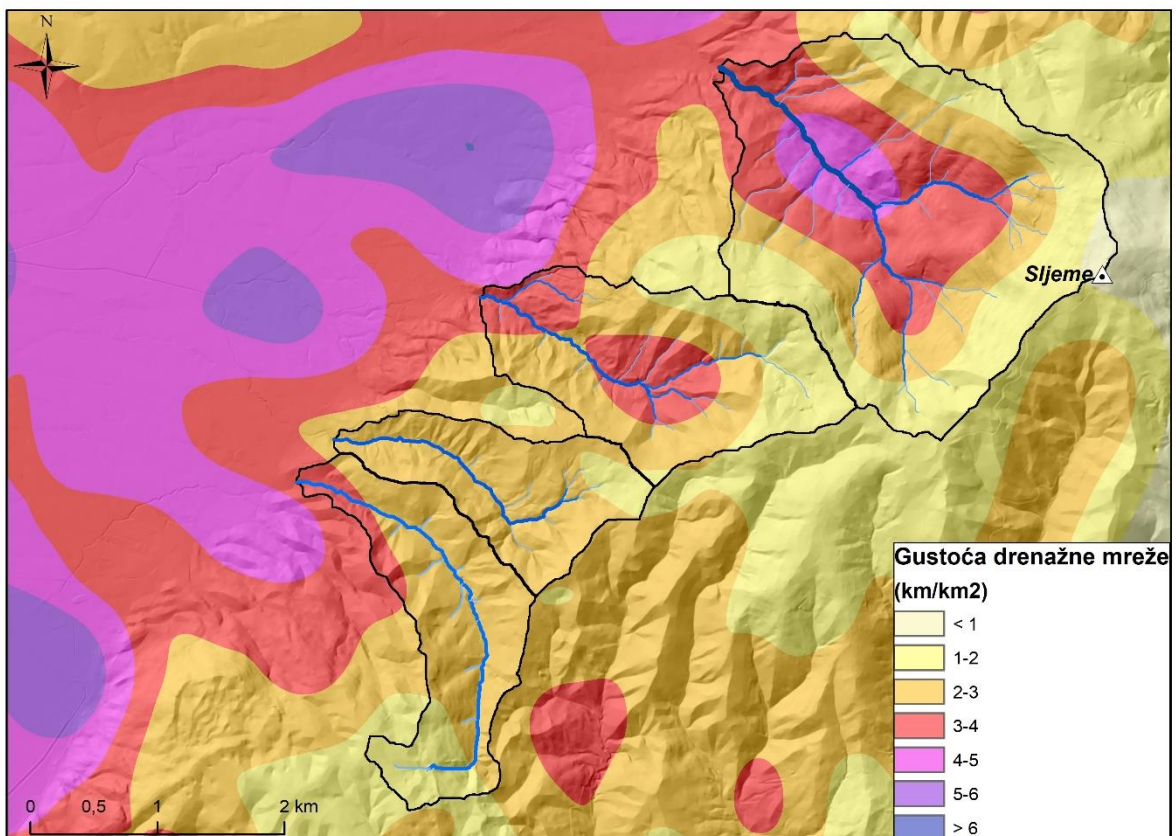 N
Sljeme
Gustoća drenažne mreže
(km/km2)
< 1
1-2
2-3
3-4
4-5
5-6
> 6
0 0,5 1 2 km